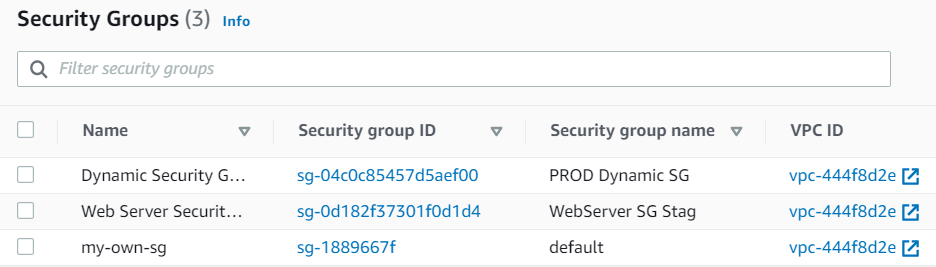 Security Groups (3) Info
Filter security groups
Name Security group ID Security group name VPC ID
Dynamic Security G... sg-04c0c85457d5aef00 PROD Dynamic SG vpc-444f8d2e
Web Server Securit... sg-0d182f37301f0d1d4 WebServer SG Stag vpc-444f8d2e
my-own-sg sg-1889667f default vpc-444f8d2e